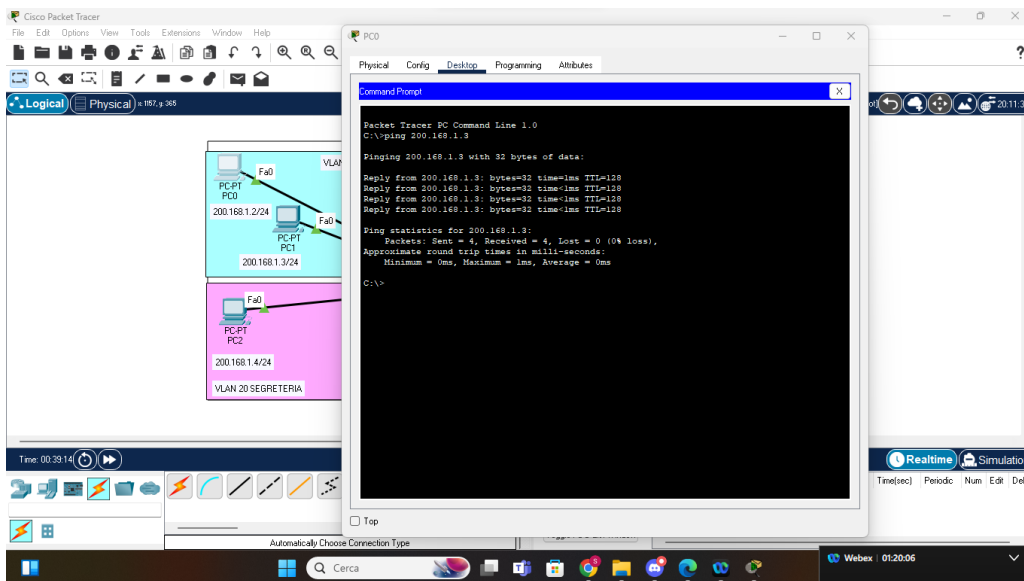 Cisco Packet Tracer
File Edit Options View Tools Extensions Window Help
Logical Physical x: 1157, y: 365
20:11:3
VLAN
Fa0
PC-PT
PC0
200.168.1.2/24
Fa0
PC-PT
PC1
200.168.1.3/24
Fa0
PC-PT
PC2
200.168.1.4/24
VLAN 20 SEGRETERIA
PC0
Physical Config Desktop Programming Attributes
Command Prompt X
Packet Tracer PC Command Line 1.0
C:\>ping 200.168.1.3
Pinging 200.168.1.3 with 32 bytes of data:
Reply from 200.168.1.3: bytes=32 time=1ms TTL=128
Reply from 200.168.1.3: bytes=32 time<1ms TTL=128
Reply from 200.168.1.3: bytes=32 time<1ms TTL=128
Reply from 200.168.1.3: bytes=32 time<1ms TTL=128
Ping statistics for 200.168.1.3:
Packets: Sent = 4, Received = 4, Lost = 0 (0% loss),
Approximate round trip times in milli-seconds:
Minimum = 0ms, Maximum = 1ms, Average = 0ms
C:\>
Top
Time: 00:39:14
Realtime Simulatio
Time(sec) Periodic Num Edit Del
Automatically Choose Connection Type
Cerca
Webex 01:20:06